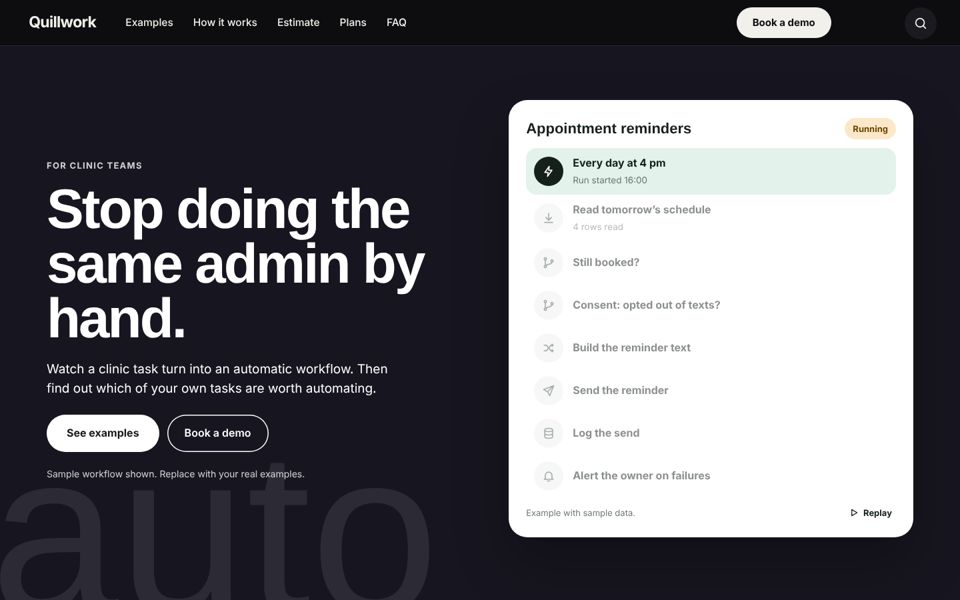 Quillwork
Examples
How it works
Estimate
Plans
FAQ
Book a demo
FOR CLINIC TEAMS
Stop doing the
same admin by
hand.
Watch a clinic task turn into an automatic workflow. Then
find out which of your own tasks are worth automating.
See examples
Book a demo
Sample workflow shown. Replace with your real examples.
auto
Appointment reminders
Running
Every day at 4 pm
Run started 16:00
Read tomorrow’s schedule
4 rows read
Still booked?
Consent: opted out of texts?
Build the reminder text
Send the reminder
Log the send
Alert the owner on failures
Example with sample data.
Replay